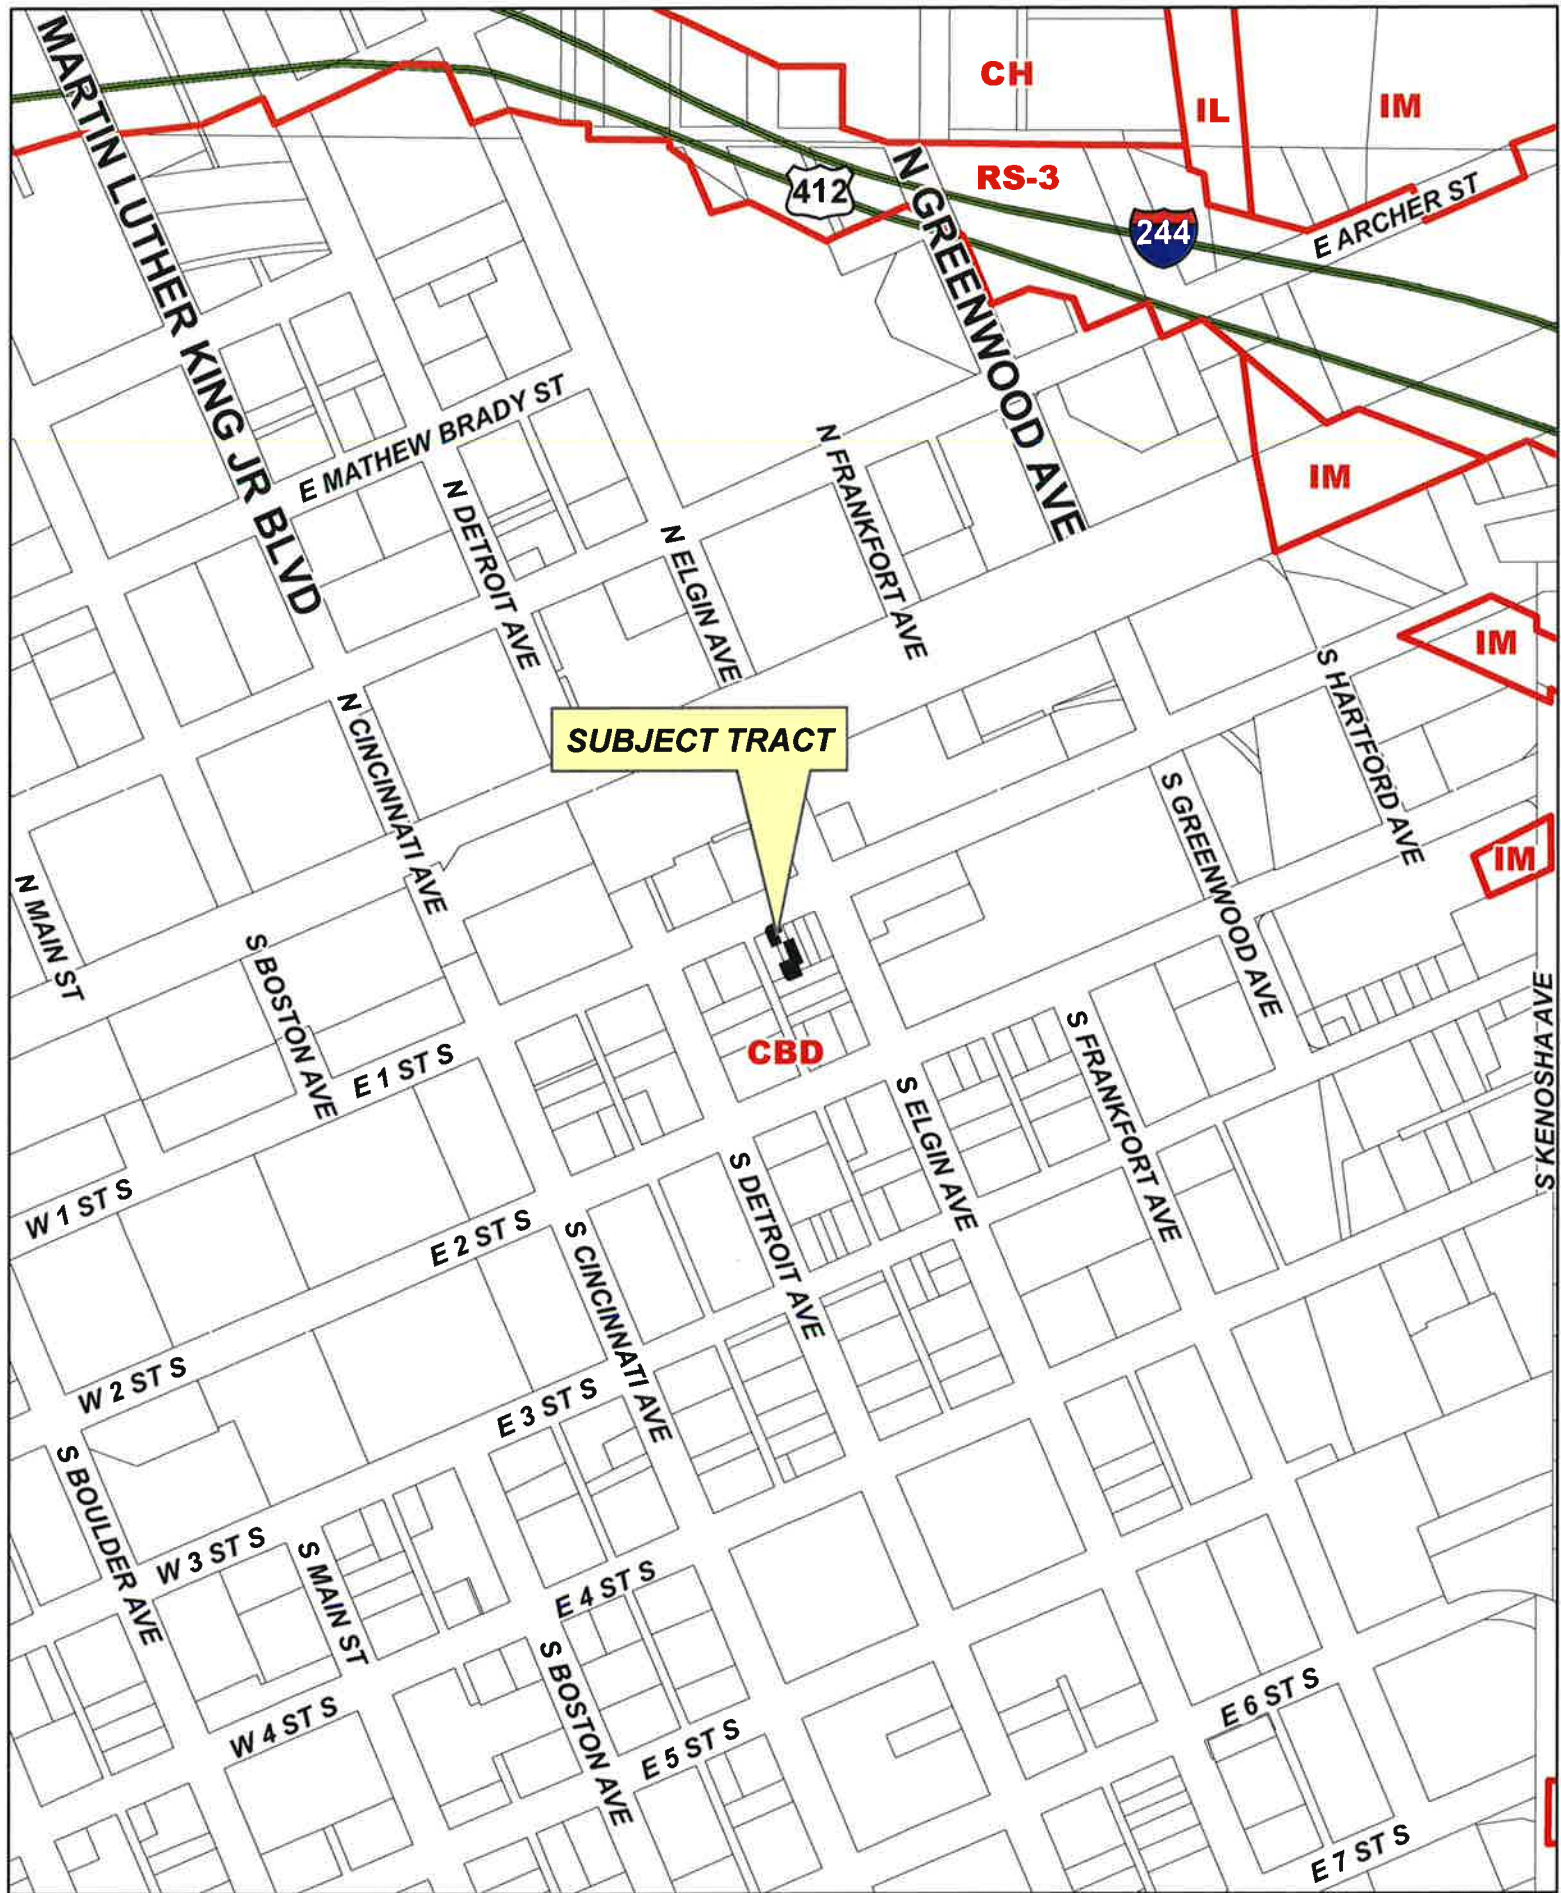 MARTIN LUTHER KING JR BLVD
CH
IL
IM
412
N GREENWOOD AVE
RS-3
244
E ARCHER ST
E MATHEW BRADY ST
N DETROIT AVE
N ELGIN AVE
N FRANKFORT AVE
IM
IM
S HARTFORD AVE
N CINCINNATI AVE
SUBJECT TRACT
S GREENWOOD AVE
IM
N MAIN ST
S BOSTON AVE
E 1 ST S
CBD
S ELGIN AVE
S FRANKFORT AVE
S KENOSHA AVE
W 1 ST S
E 2 ST S
S CINCINNATI AVE
S DETROIT AVE
W 2 ST S
E 3 ST S
S BOULDER AVE
W 3 ST S
S MAIN ST
E 4 ST S
W 4 ST S
S BOSTON AVE
E 5 ST S
E 6 ST S
E 7 ST S